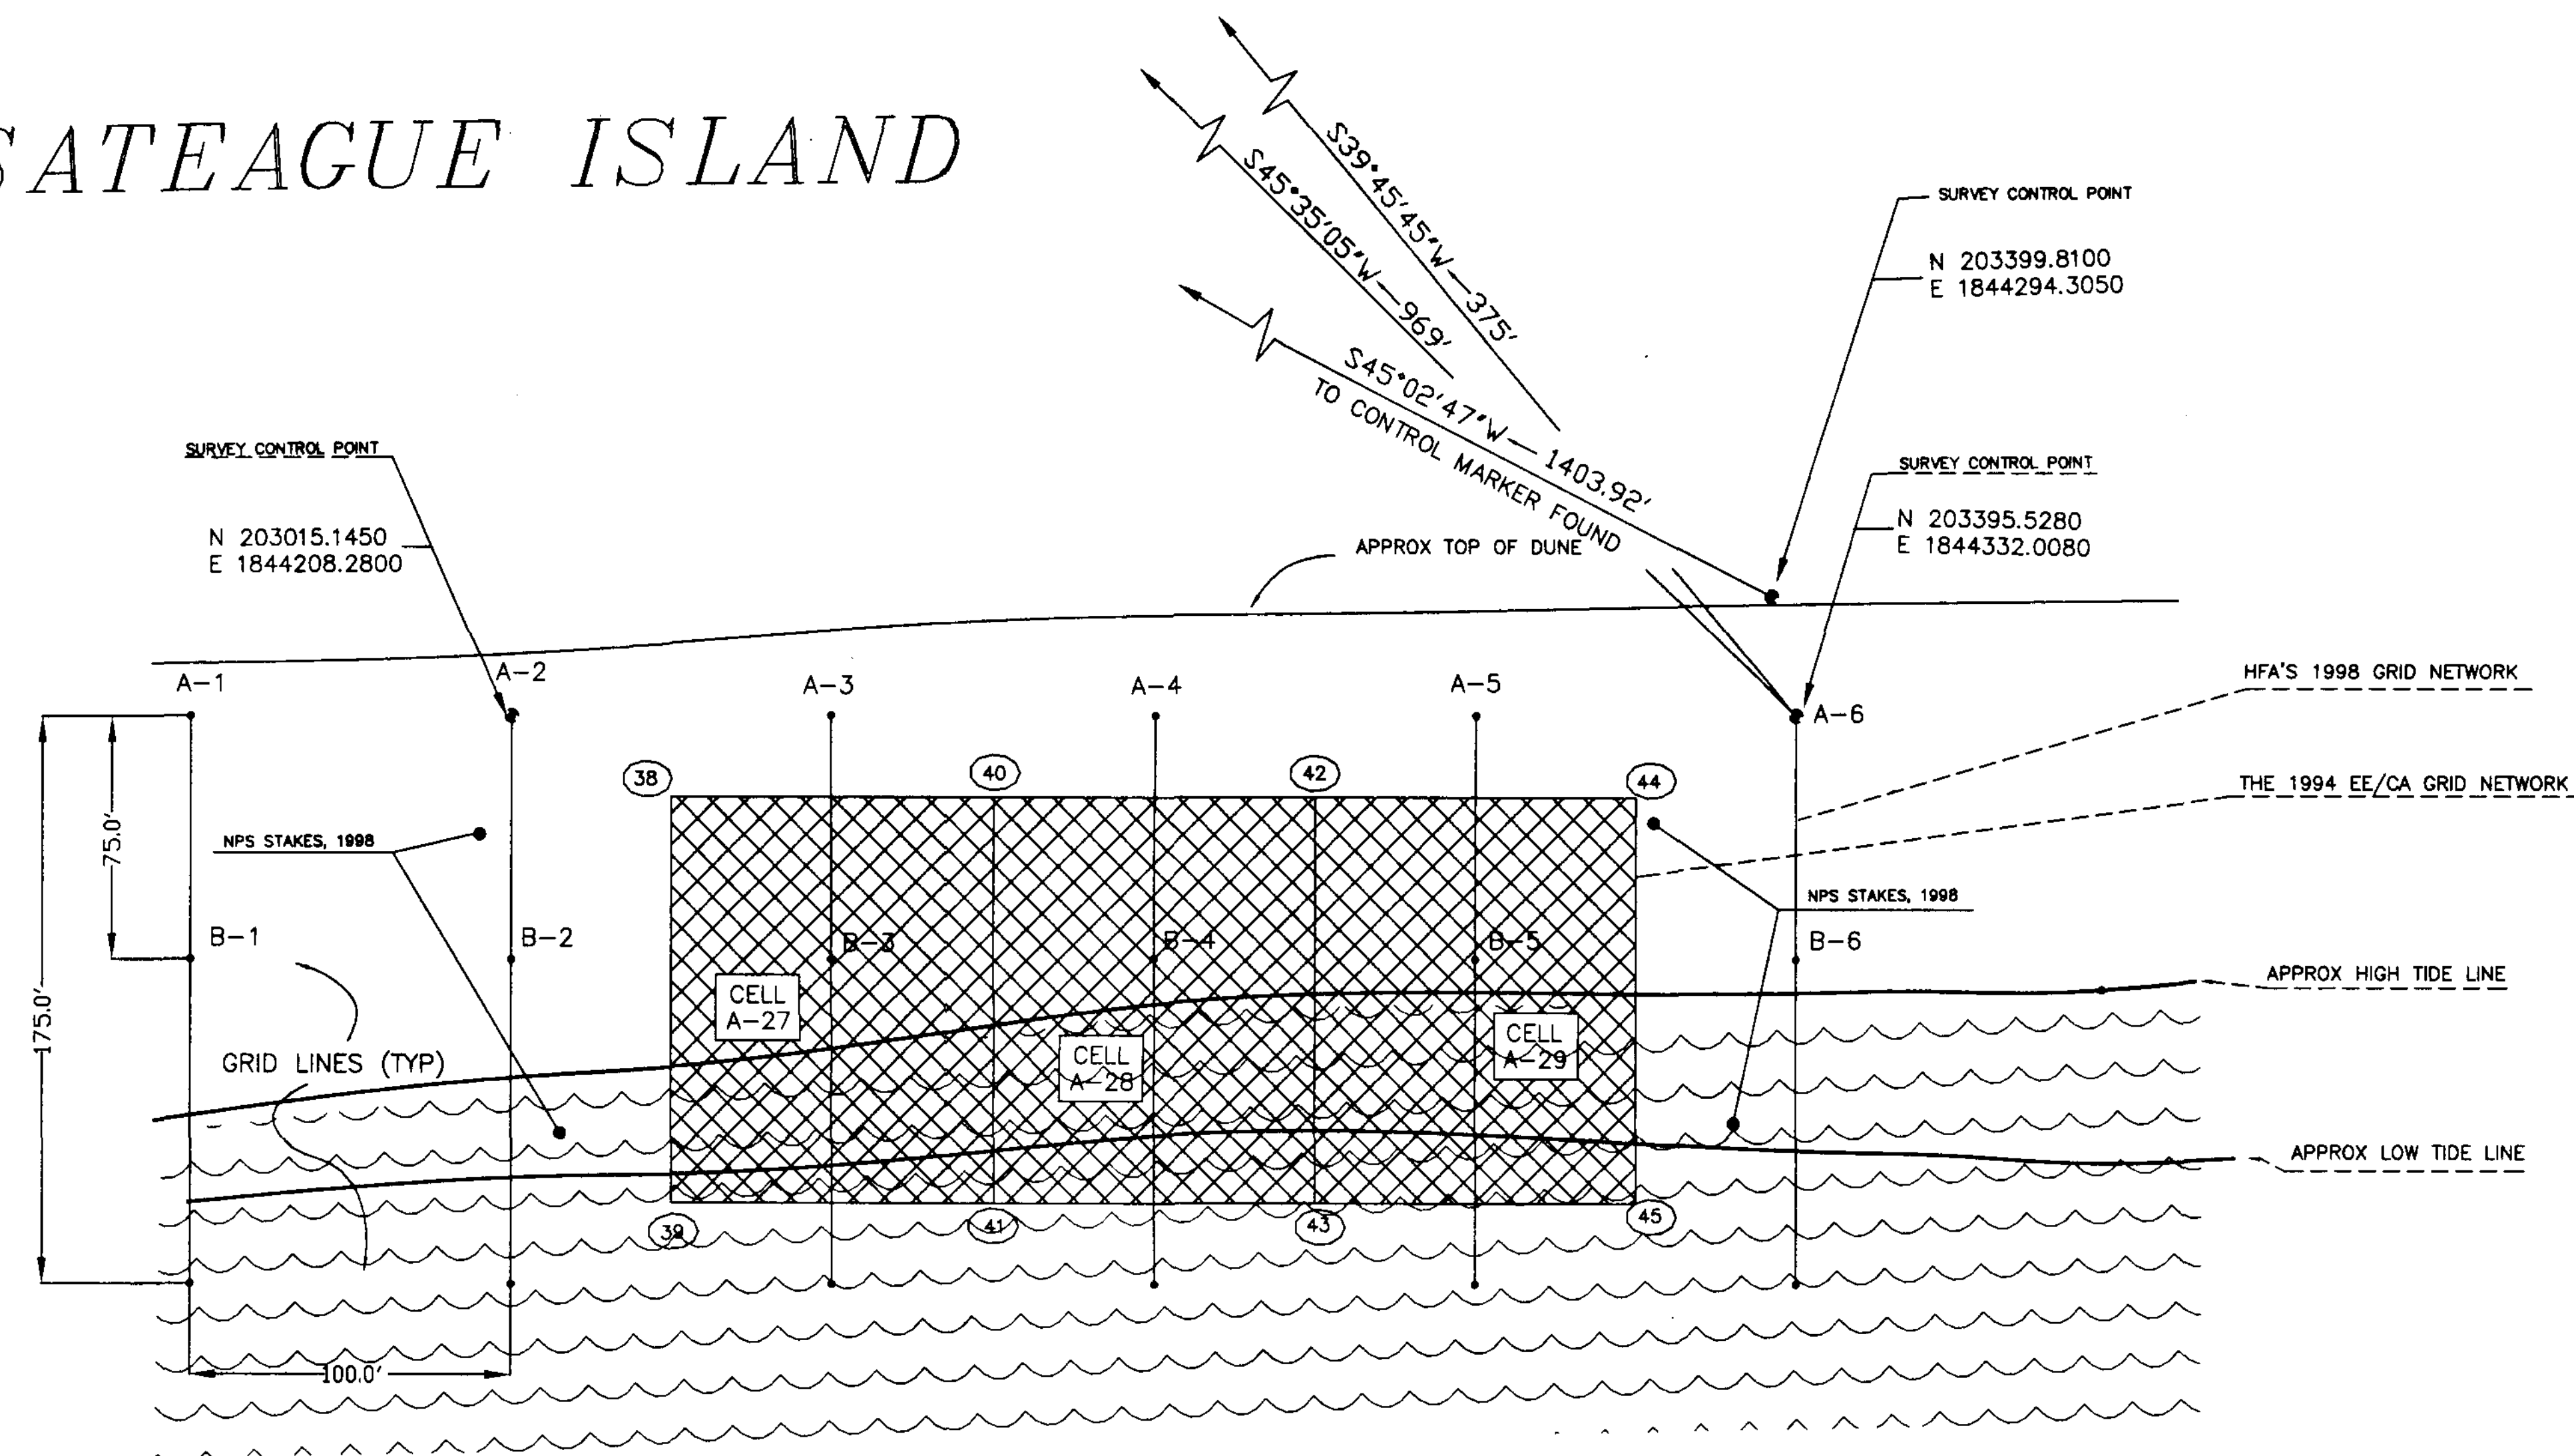 SATEAGUE ISLAND
S39°45'45"W—375'
S45°35'05"W—969'
S45°02'47"W—1403.92'
TO CONTROL MARKER FOUND
SURVEY CONTROL POINT
N 203399.8100
E 1844294.3050
SURVEY CONTROL POINT
N 203015.1450
E 1844208.2800
SURVEY CONTROL POINT
N 203395.5280
E 1844332.0080
APPROX TOP OF DUNE
A-1
A-2
A-3
A-4
A-5
A-6
HFA'S 1998 GRID NETWORK
THE 1994 EE/CA GRID NETWORK
38
40
42
44
NPS STAKES, 1998
NPS STAKES, 1998
75.0'
175.0'
B-1
B-2
B-3
B-4
B-5
B-6
APPROX HIGH TIDE LINE
CELL
A-27
CELL
A-28
CELL
A-29
GRID LINES (TYP)
APPROX LOW TIDE LINE
39
41
43
45
100.0'